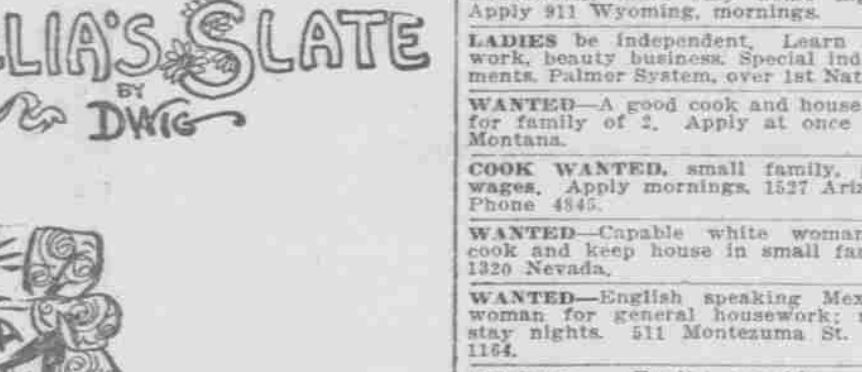 LIA'S SLATE
BY
DWIG
Apply 911 Wyoming, mornings.
LADIES be independent, Learn
work, beauty business. Special ind
ments. Palmer System, over 1st Nat
WANTED—A good cook and house
for family of 2. Apply at once
Montana.
COOK WANTED, small family,
wages. Apply mornings. 1527 Ariz
Phone 4845.
WANTED—Capable white woman
cook and keep house in small fam
1320 Nevada.
WANTED—English speaking Mex
woman for general housework;
stay nights. 511 Montezuma St.
1164.